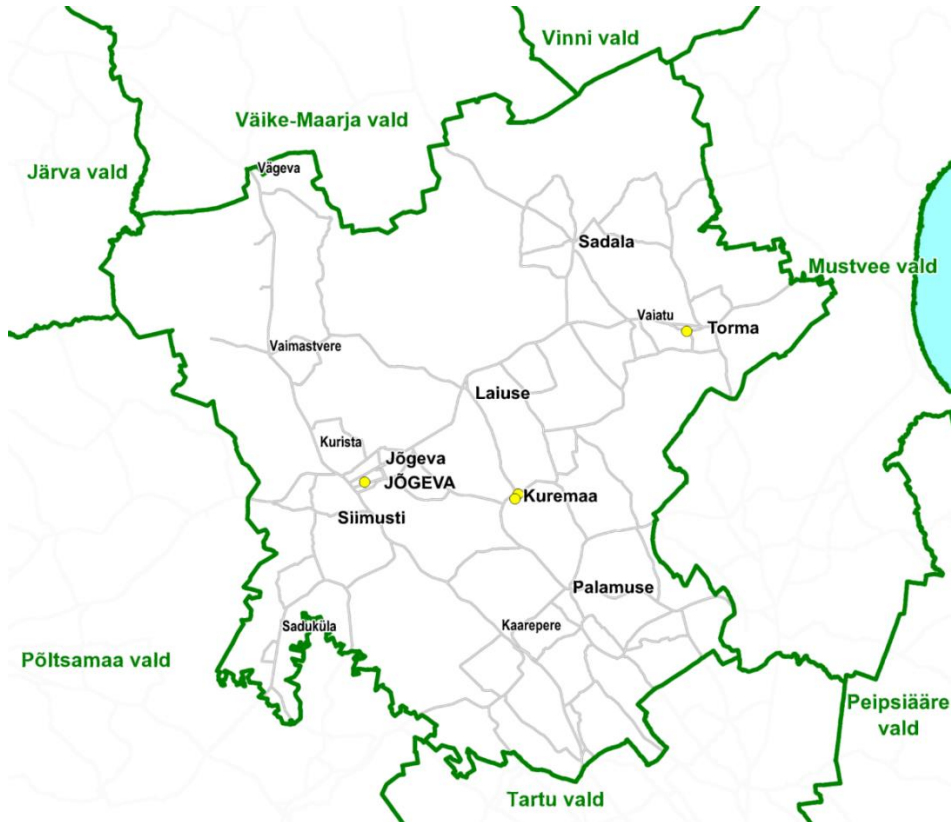 Vinni vald
Väike-Maarja vald
Järva vald
Vägeva
Sadala
Mustvee vald
Vaiatu
Torma
Vaimastvere
Laiuse
Kurista
Jõgeva
JÕGEVA
Kuremaa
Siimusti
Palamuse
Saduküla
Kaarepere
Põltsamaa vald
Peipsiääre
vald
Tartu vald